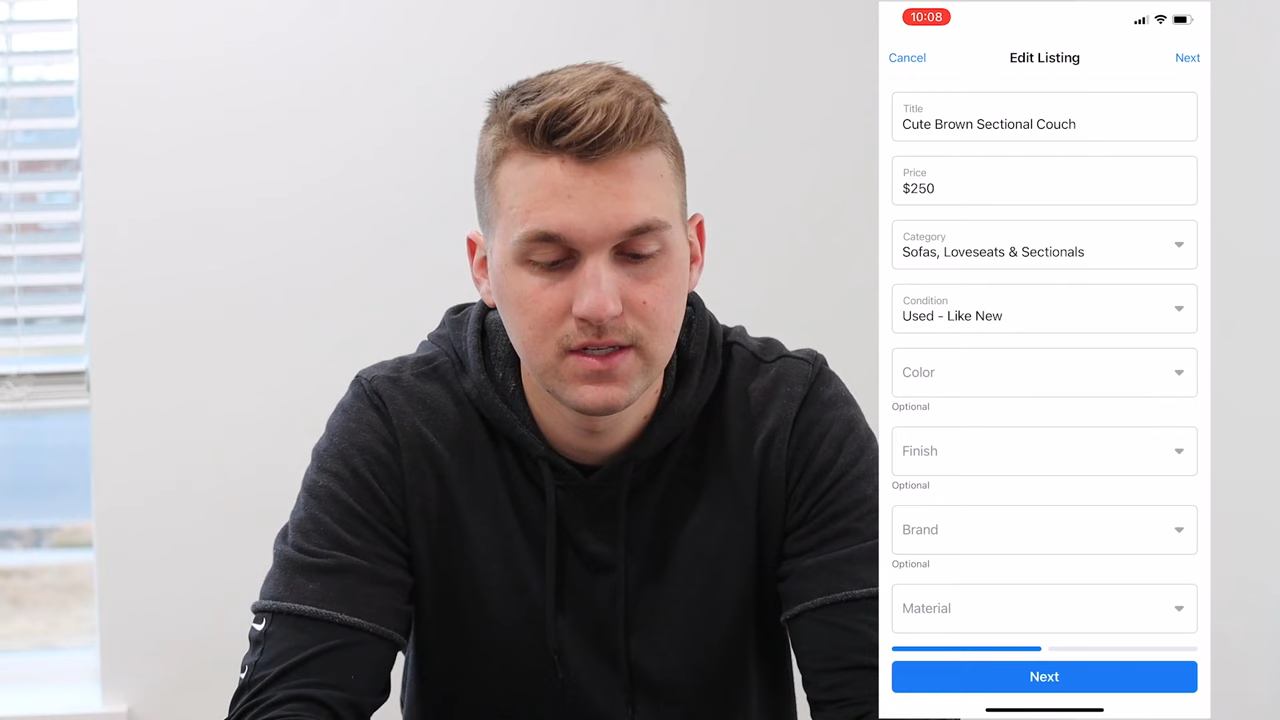 10:08
Cancel
Edit Listing
Next
Title
Cute Brown Sectional Couch
Price
$250
Category
Sofas, Loveseats & Sectionals
Condition
Used - Like New
Color
Optional
Finish
Optional
Brand
Optional
Material
Next